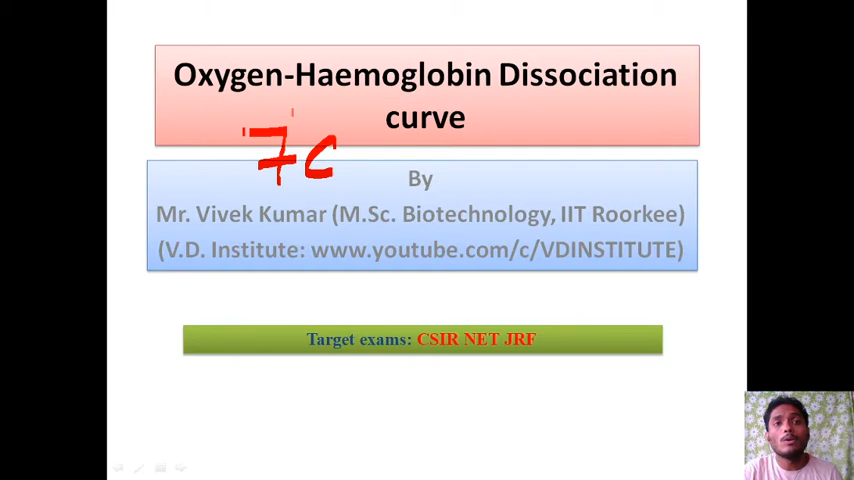 Oxygen-Haemoglobin Dissociation
curve
7c
By
Mr. Vivek Kumar (M.Sc. Biotechnology, IIT Roorkee)
(V.D. Institute: www.youtube.com/c/VDINSTITUTE)
Target exams: CSIR NET JRF